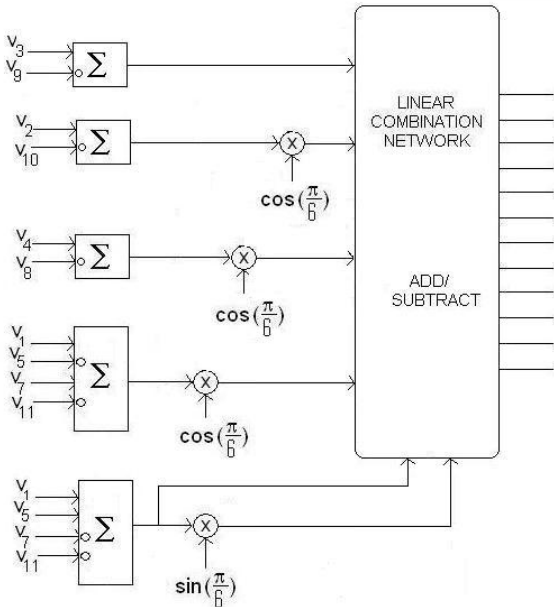 v3
v9
Σ
v2
v10
Σ
X
cos(π/6)
v4
v8
Σ
X
cos(π/6)
v1
v5
v7
v11
Σ
X
cos(π/6)
v1
v5
v7
v11
Σ
X
sin(π/6)
LINEAR
COMBINATION
NETWORK
ADD/
SUBTRACT